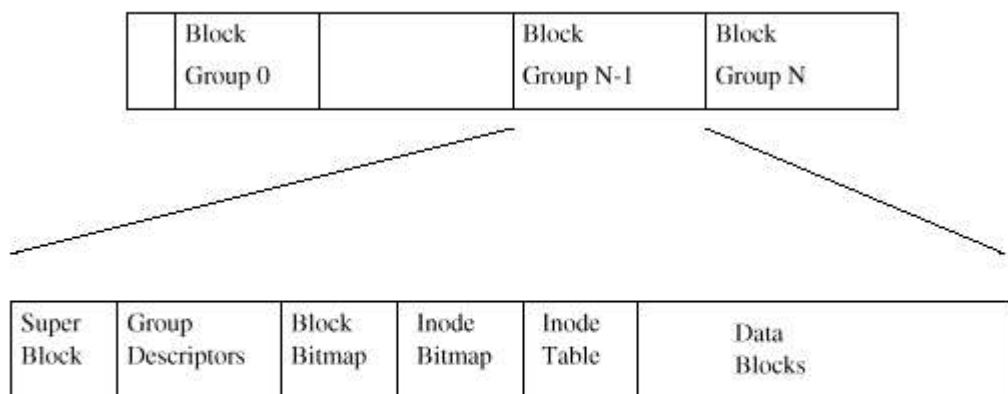 Block
Group 0
Block
Group N-1
Block
Group N
Super
Block
Group
Descriptors
Block
Bitmap
Inode
Bitmap
Inode
Table
Data
Blocks